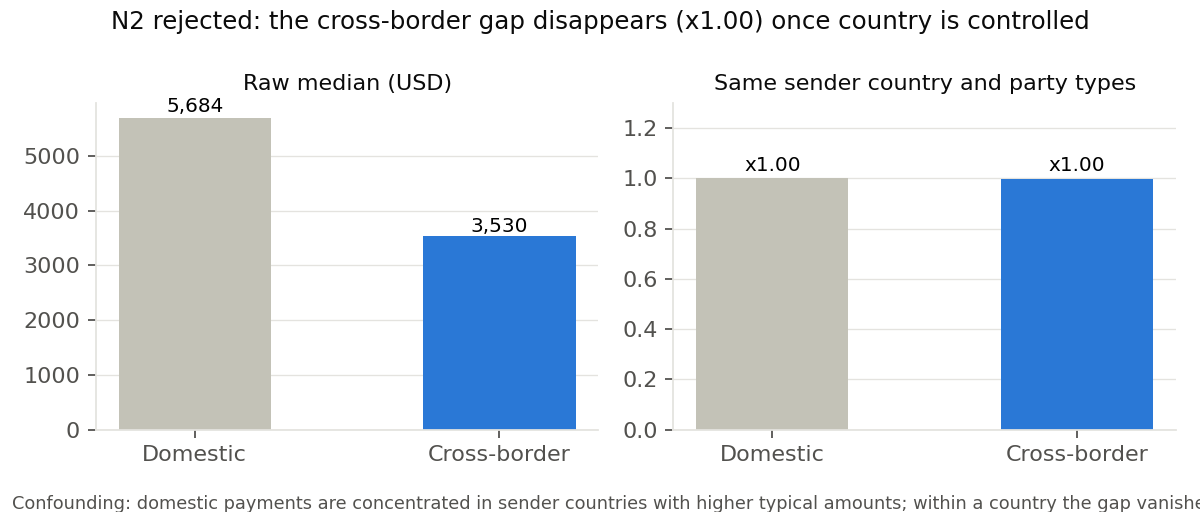 N2 rejected: the cross-border gap disappears (x1.00) once country is controlled
Raw median (USD)
5,684
3,530
5000
4000
3000
2000
1000
0
Domestic
Cross-border
Same sender country and party types
x1.00
x1.00
1.2
1.0
0.8
0.6
0.4
0.2
0.0
Domestic
Cross-border
Confounding: domestic payments are concentrated in sender countries with higher typical amounts; within a country the gap vanishe